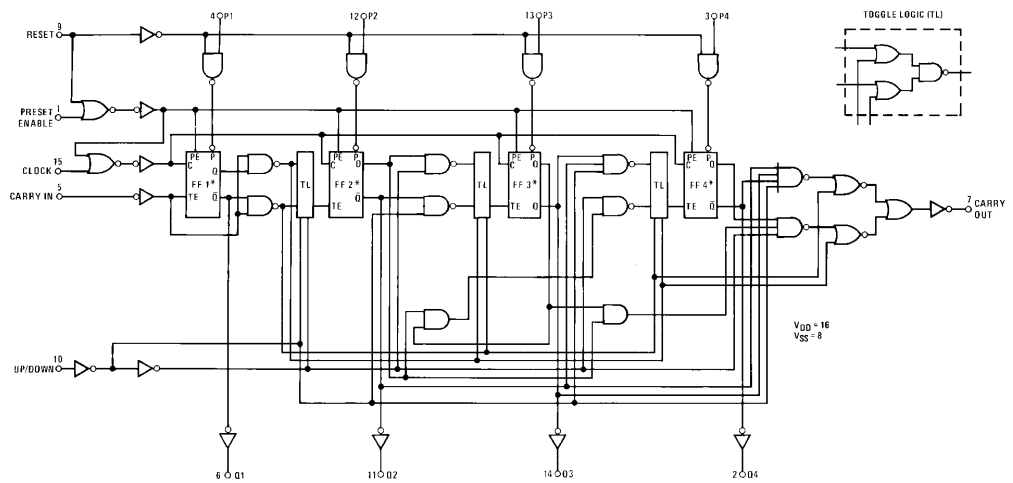 4 P1
12 P2
13 P3
3 P4
TOGGLE LOGIC (TL)
9
RESET
1
PRESET
ENABLE
15
CLOCK
5
CARRY IN
PE P
C Q
FF 1*
TE Q̅
TL
PE P
C Q
FF 2*
TE Q̅
TL
PE P
C Q
FF 3*
TE Q̅
TL
PE P
C Q
FF 4*
TE Q̅
7 CARRY
OUT
VDD = 16
VSS = 8
10
UP/DOWN
6 Q1
11 Q2
14 Q3
2 Q4